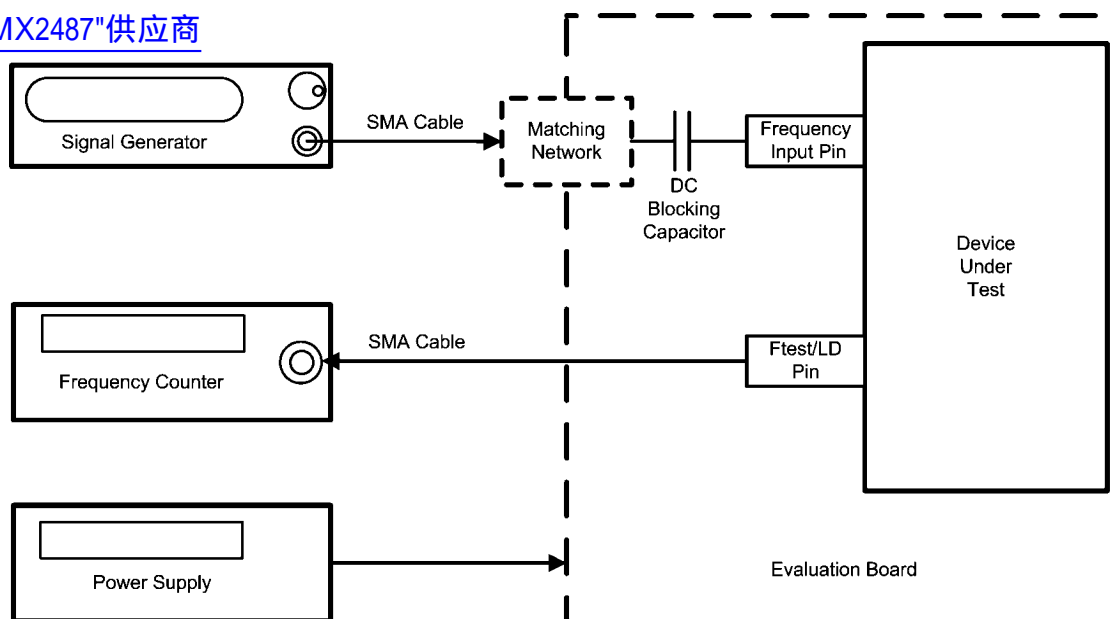 MX2487"供应商
Signal Generator
SMA Cable
Matching
Network
DC
Blocking
Capacitor
Frequency
Input Pin
Device
Under
Test
Frequency Counter
SMA Cable
Ftest/LD
Pin
Power Supply
Evaluation Board